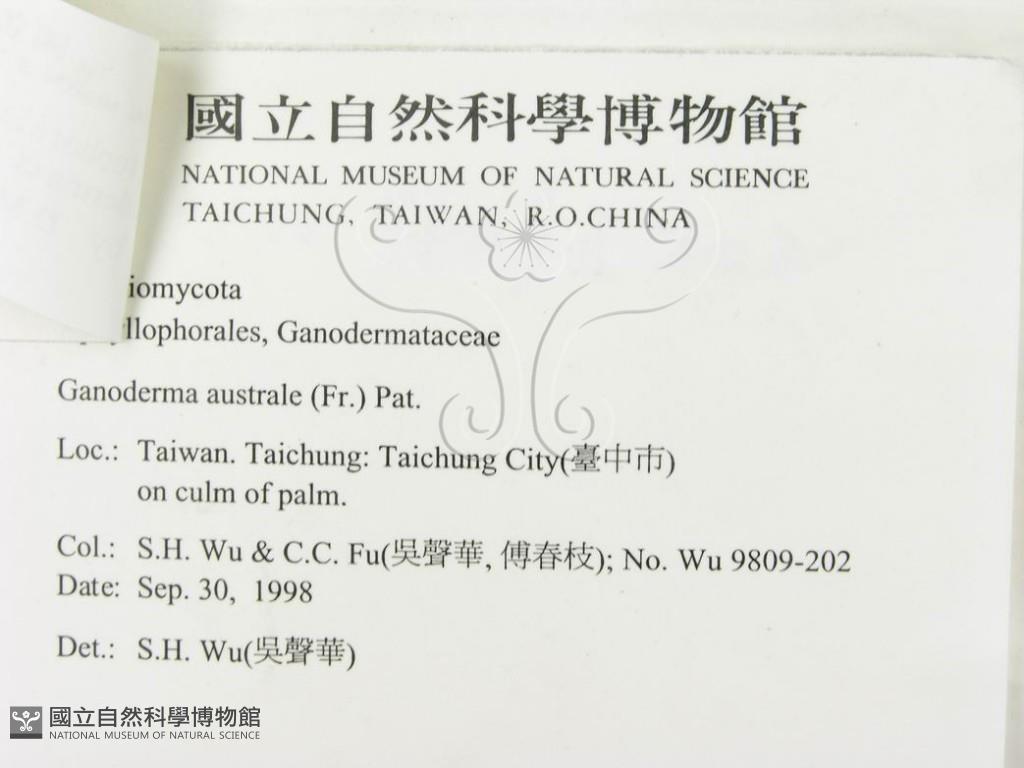 國立自然科學博物館
NATIONAL MUSEUM OF NATURAL SCIENCE
TAICHUNG, TAIWAN, R.O.CHINA
iomycota
llophorales, Ganodermataceae
Ganoderma australe (Fr.) Pat.
Loc.: Taiwan. Taichung: Taichung City(臺中市)
on culm of palm.
Col.: S.H. Wu & C.C. Fu(吳聲華, 傅春枝); No. Wu 9809-202
Date: Sep. 30, 1998
Det.: S.H. Wu(吳聲華)
國立自然科學博物館
NATIONAL MUSEUM OF NATURAL SCIENCE